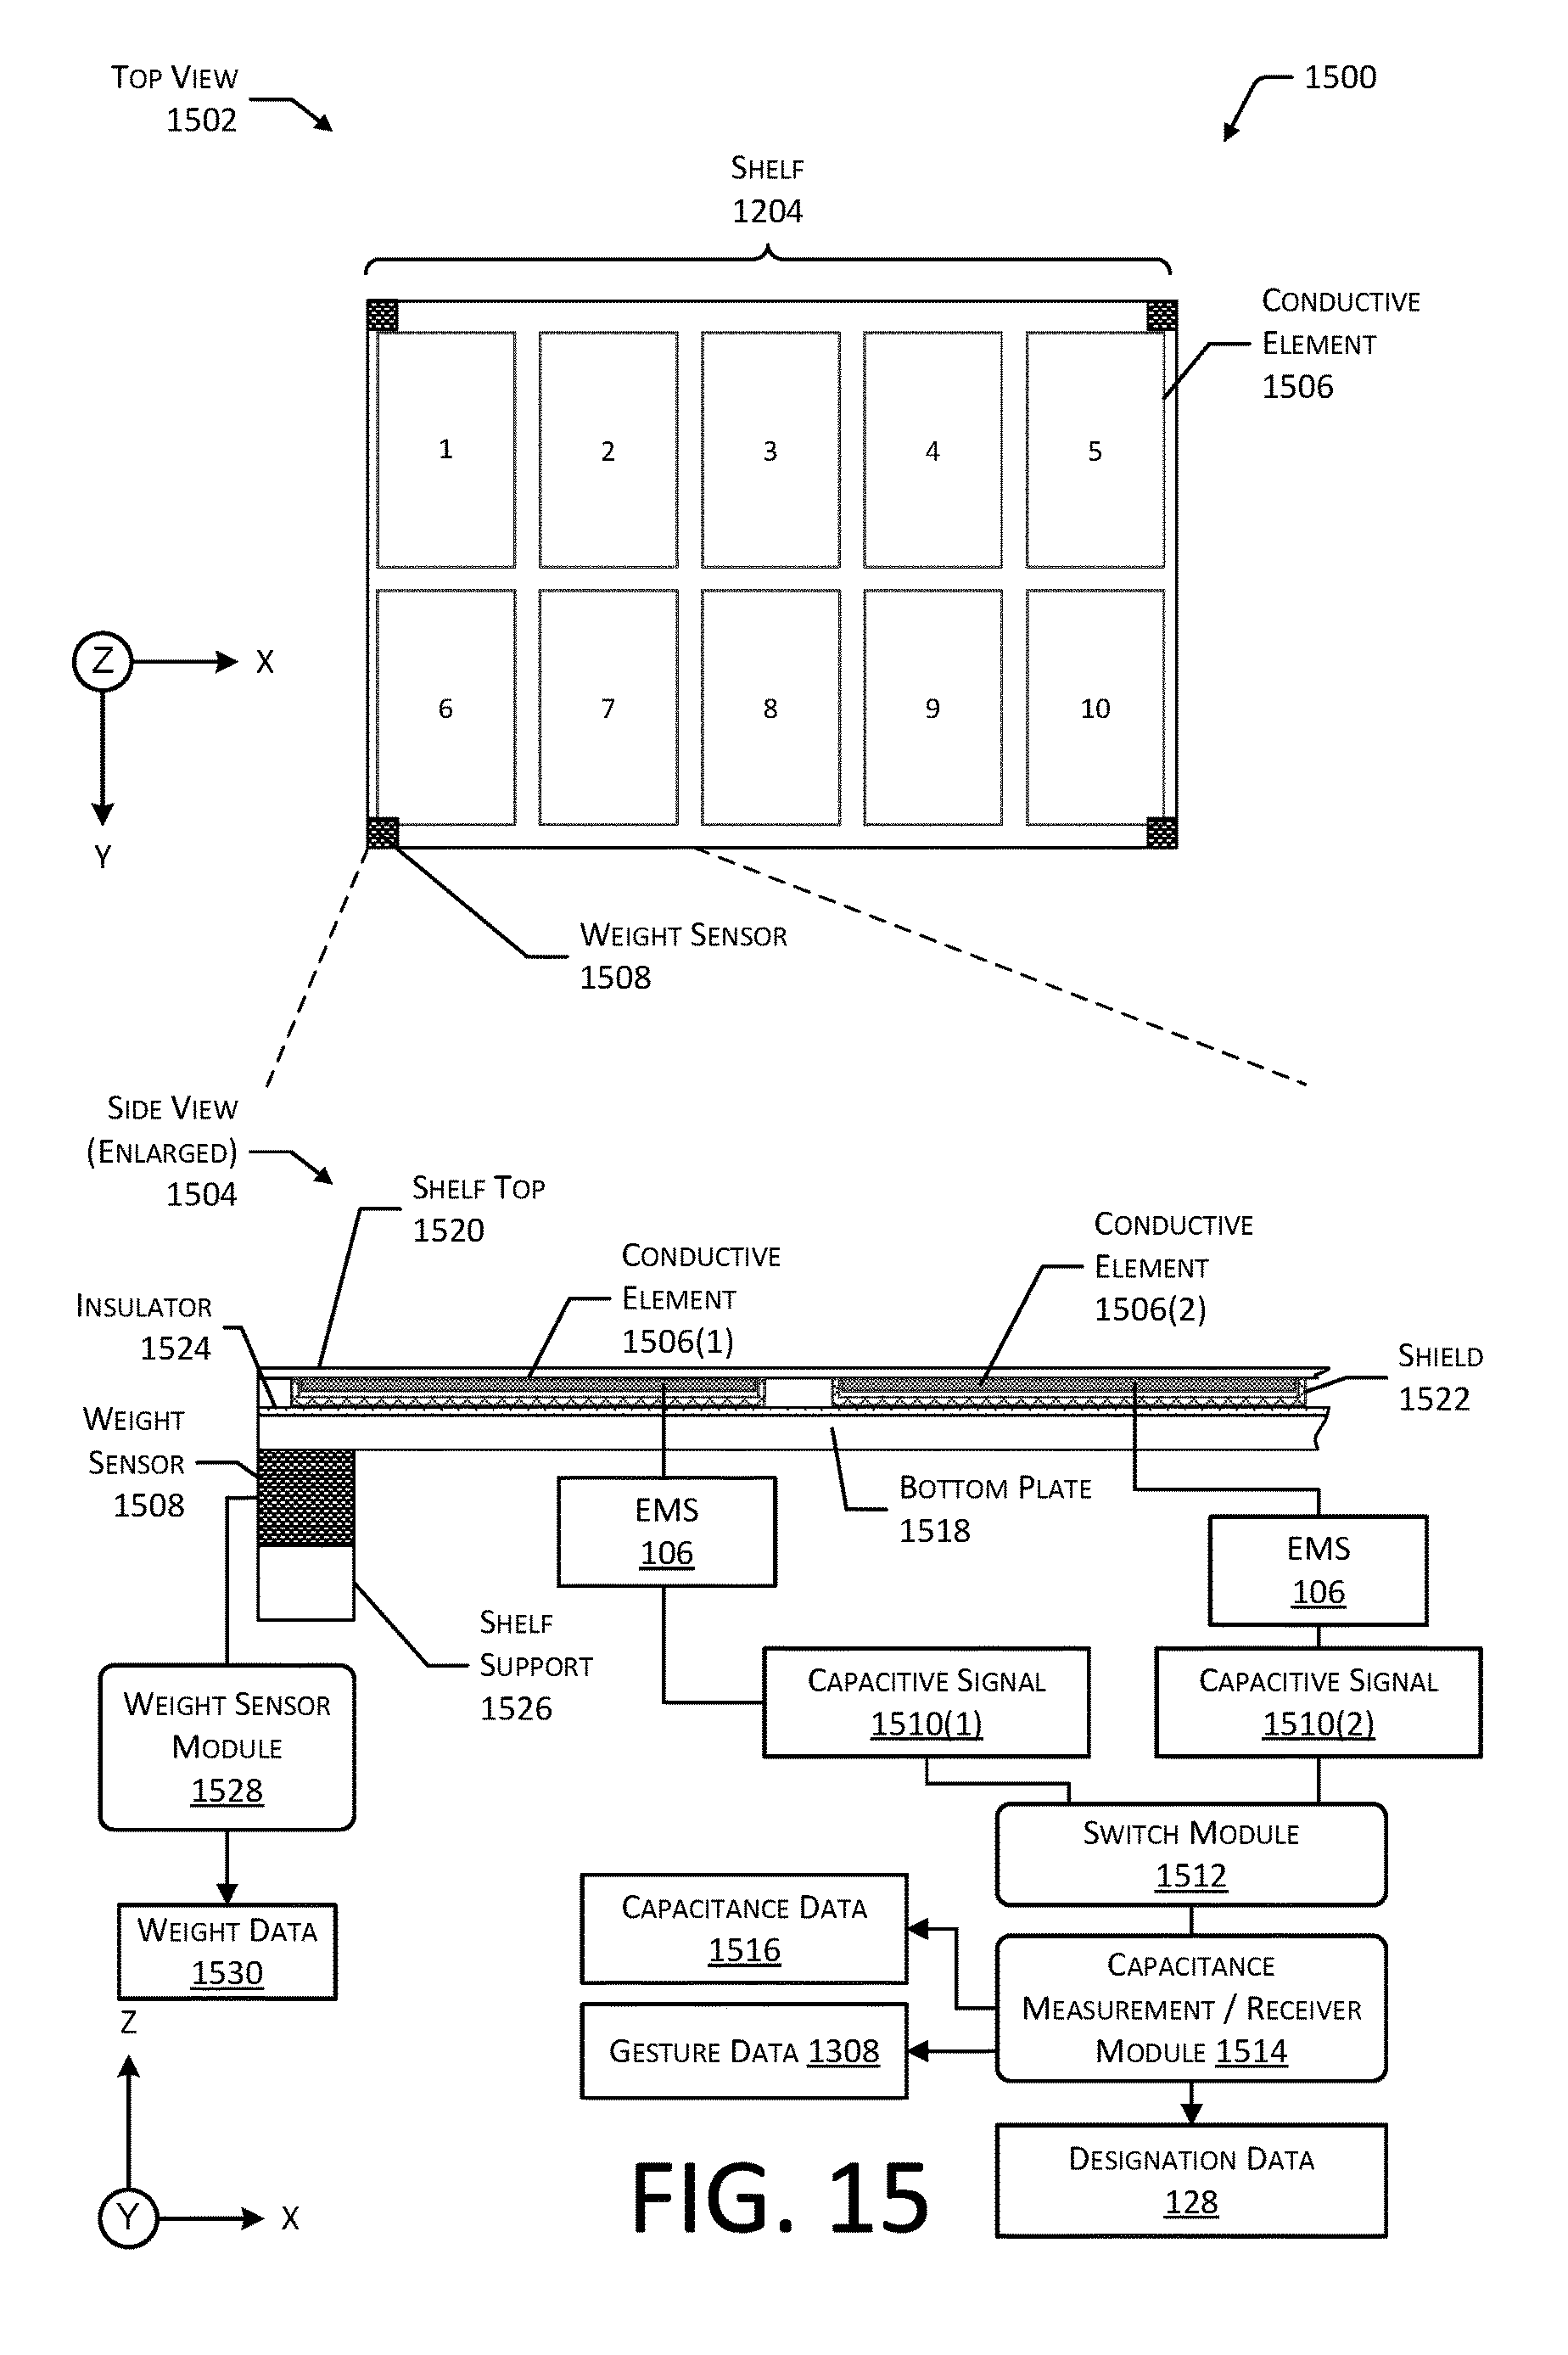 TOP VIEW
1502
1500
SHELF
1204
CONDUCTIVE
ELEMENT
1506
1 2 3 4 5
Z X
6 7 8 9 10
Y
WEIGHT SENSOR
1508
SIDE VIEW
(ENLARGED)
1504
SHELF TOP
1520
CONDUCTIVE
ELEMENT
1506(1)
CONDUCTIVE
ELEMENT
1506(2)
INSULATOR
1524
SHIELD
1522
WEIGHT
SENSOR
1508
EMS
106
BOTTOM PLATE
1518
EMS
106
SHELF
SUPPORT
1526
CAPACITIVE SIGNAL
1510(1)
CAPACITIVE SIGNAL
1510(2)
WEIGHT SENSOR
MODULE
1528
SWITCH MODULE
1512
WEIGHT DATA
1530
CAPACITANCE DATA
1516
CAPACITANCE
MEASUREMENT / RECEIVER
MODULE 1514
GESTURE DATA 1308
DESIGNATION DATA
128
Z
Y X
FIG. 15